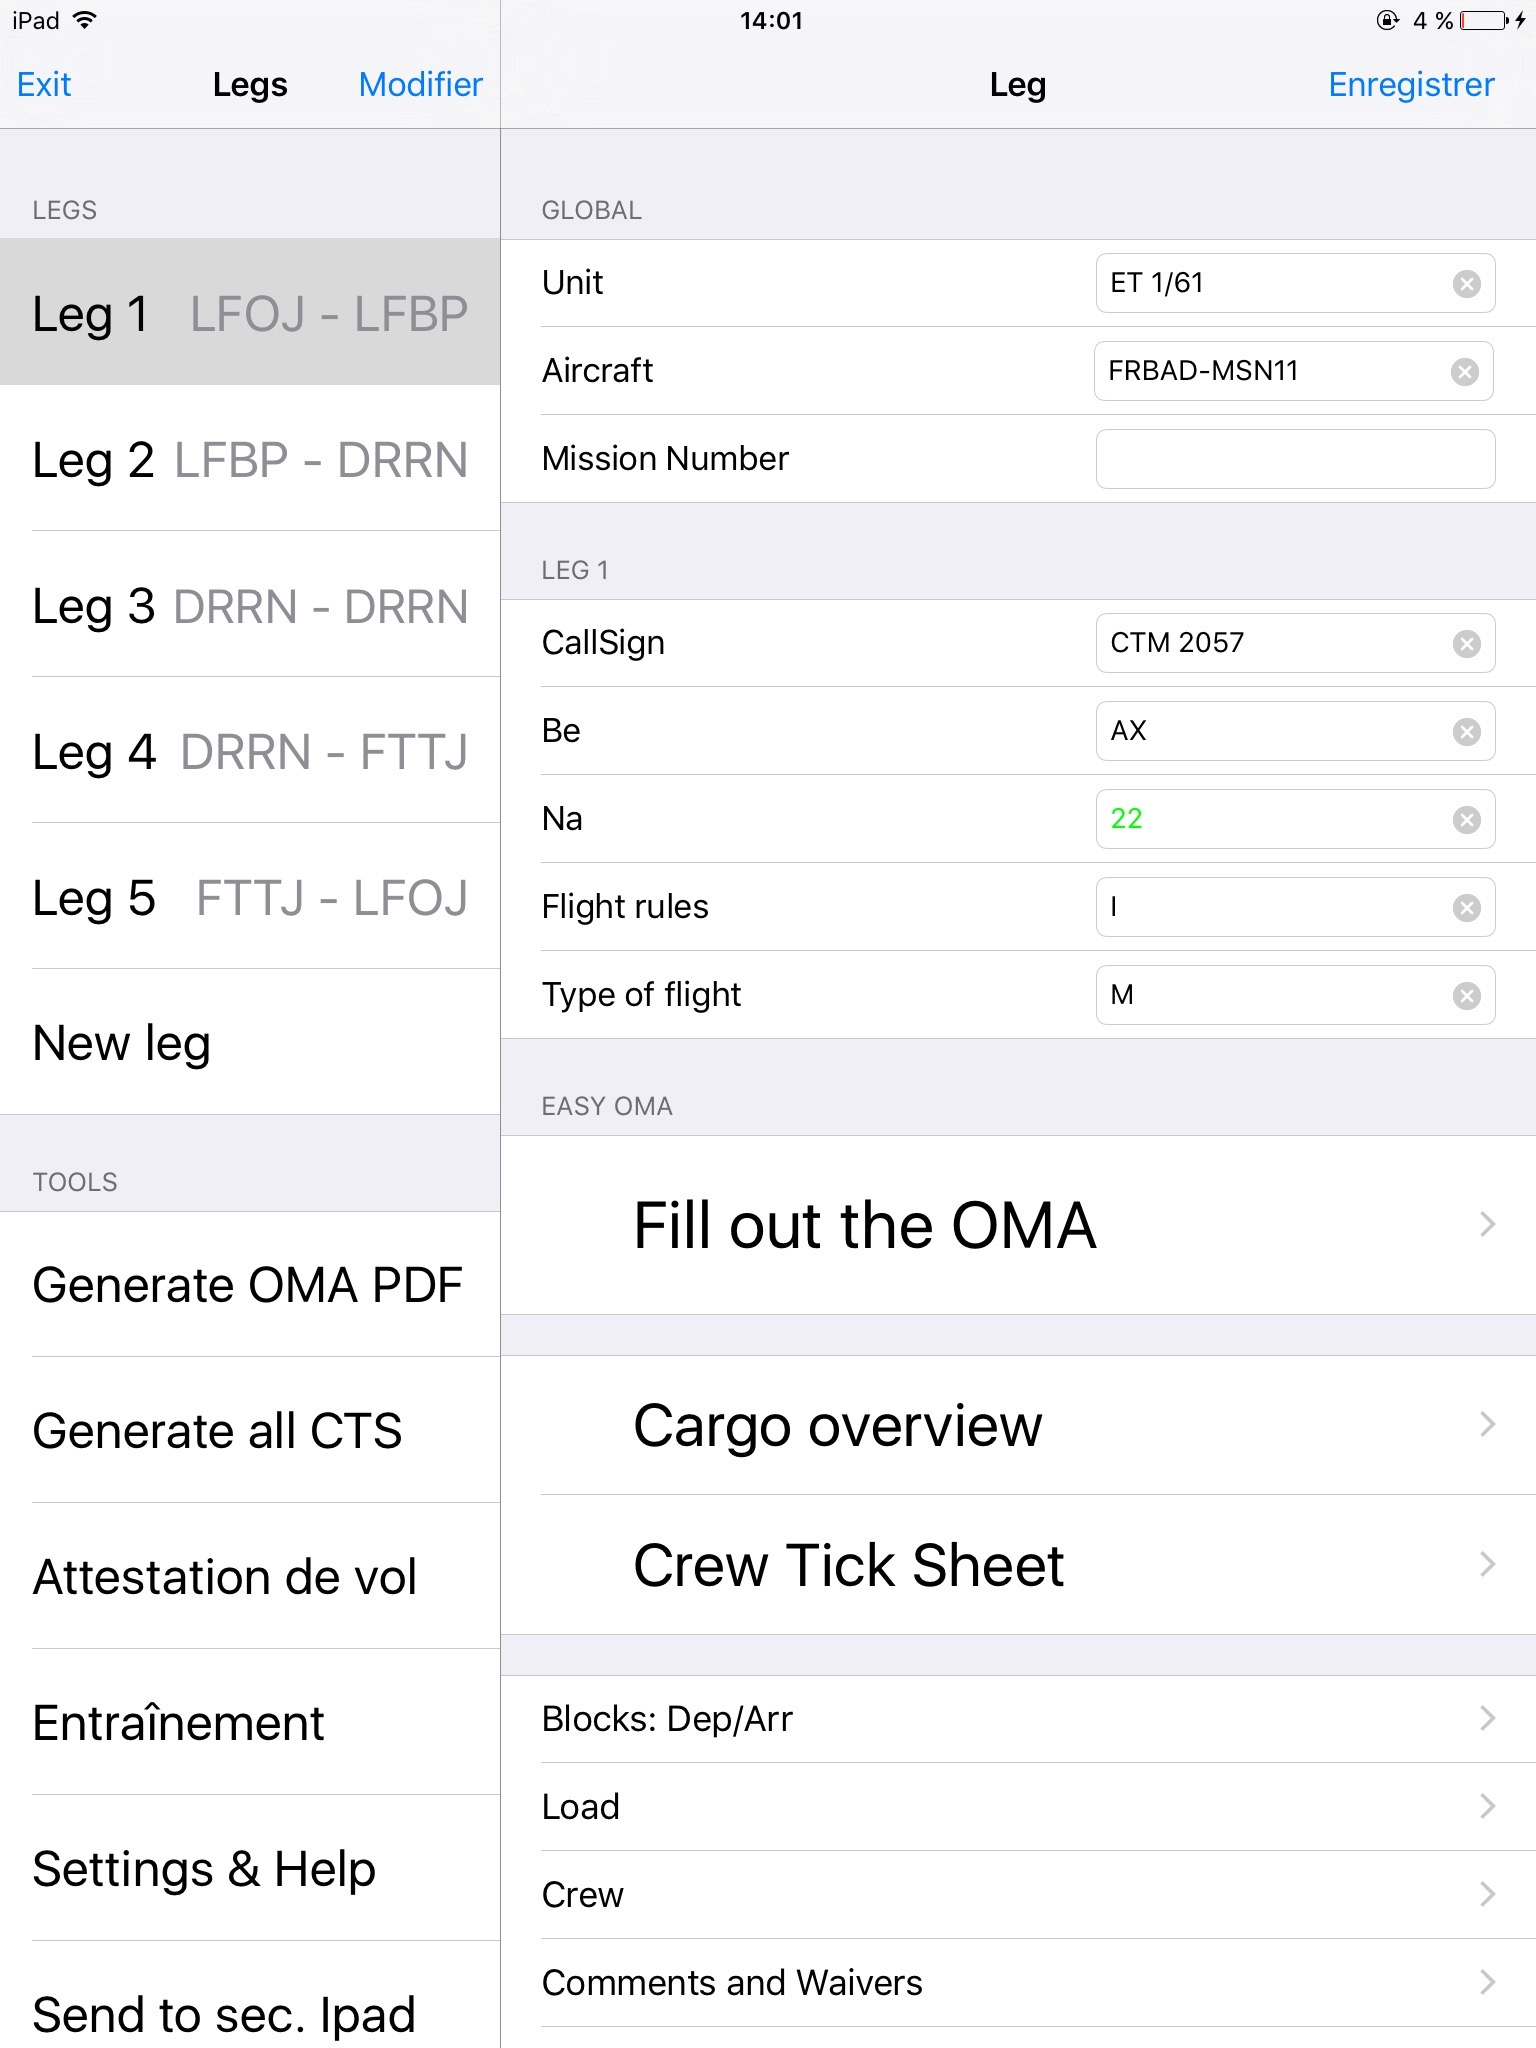 iPad 14:01 4 %
Exit Legs Modifier
LEGS
Leg 1 LFOJ - LFBP
Leg 2 LFBP - DRRN
Leg 3 DRRN - DRRN
Leg 4 DRRN - FTTJ
Leg 5 FTTJ - LFOJ
New leg
TOOLS
Generate OMA PDF
Generate all CTS
Attestation de vol
Entraînement
Settings & Help
Send to sec. Ipad
Leg Enregistrer
GLOBAL
Unit ET 1/61
Aircraft FRBAD-MSN11
Mission Number
LEG 1
CallSign CTM 2057
Be AX
Na 22
Flight rules I
Type of flight M
EASY OMA
Fill out the OMA
Cargo overview
Crew Tick Sheet
Blocks: Dep/Arr
Load
Crew
Comments and Waivers